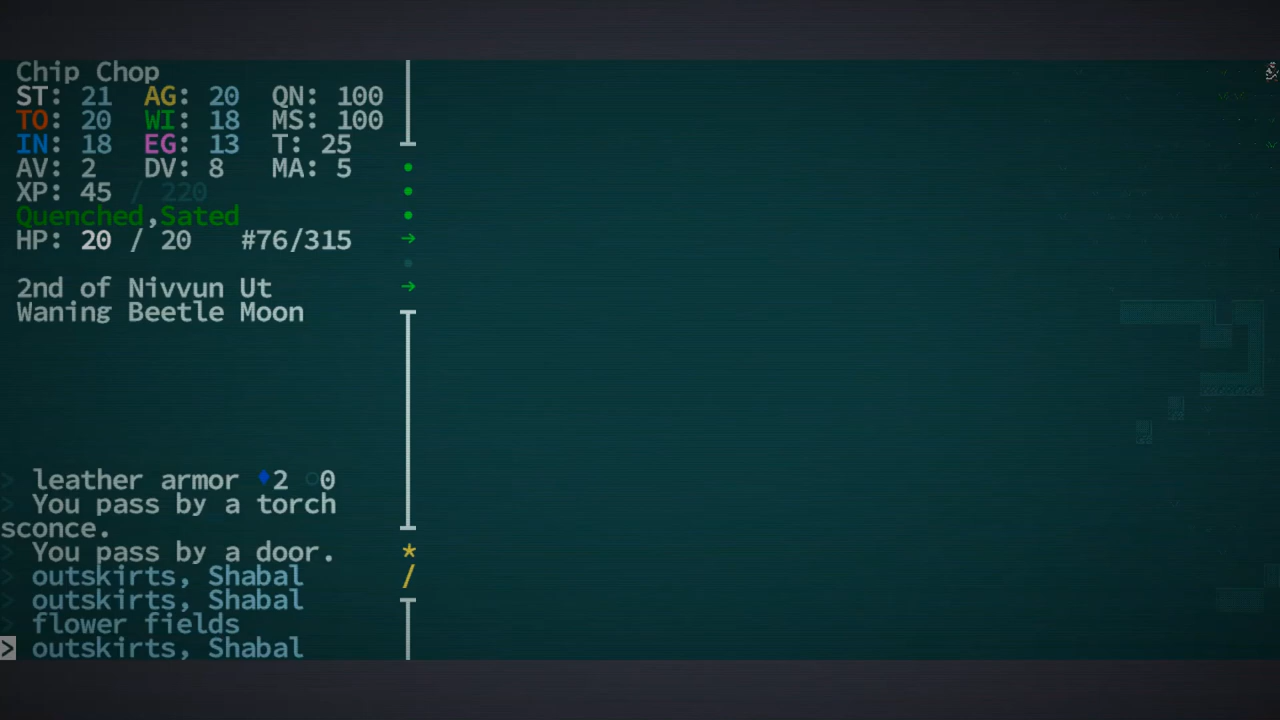 Chip Chop
ST: 21 AG: 20 QN: 100
TO: 20 WI: 18 MS: 100
IN: 18 EG: 13 T: 25
AV: 2 DV: 8 MA: 5
XP: 45 / 220
Quenched,Sated
HP: 20 / 20 #76/315
2nd of Nivvun Ut
Waning Beetle Moon
> leather armor ♦2 ○0
> You pass by a torch
sconce.
> You pass by a door.
> outskirts, Shabal
> outskirts, Shabal
> flower fields
> outskirts, Shabal